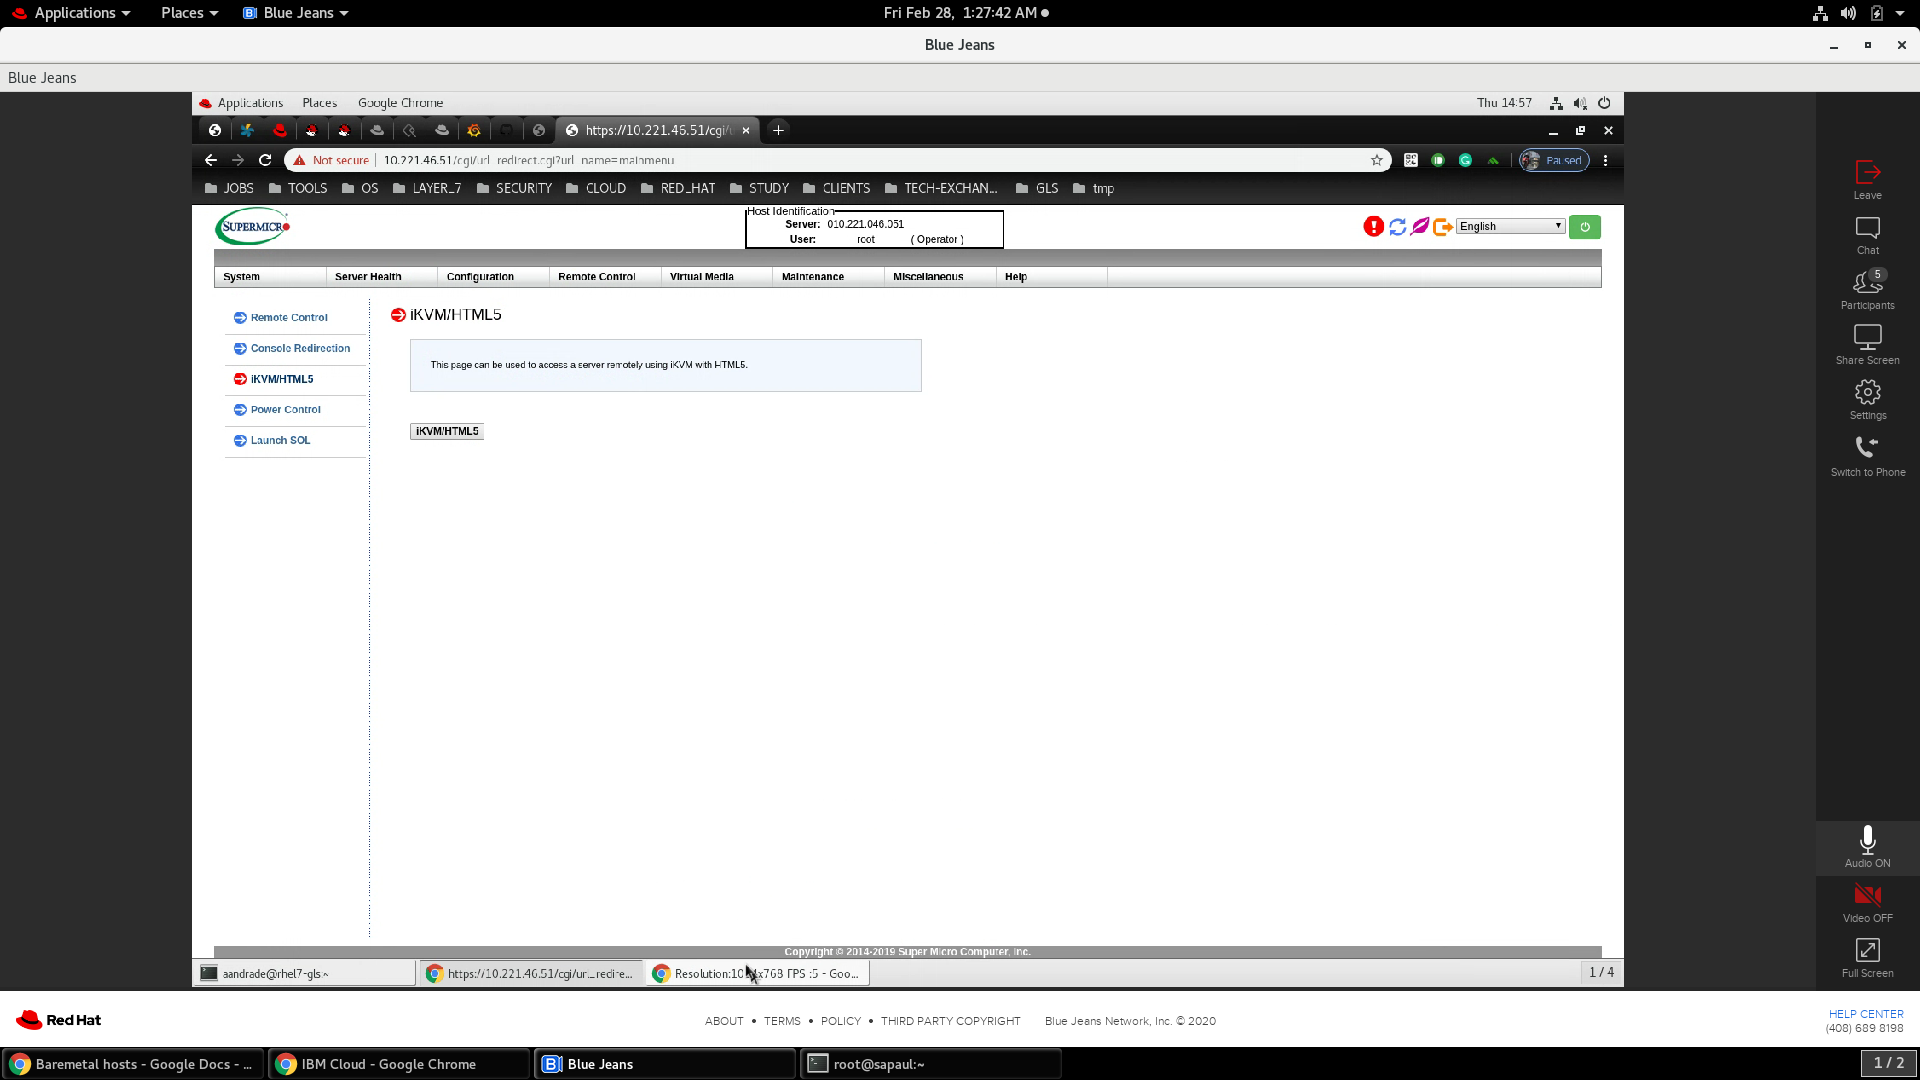 Applications Places Blue Jeans Fri Feb 28, 1:27:42 AM
Blue Jeans
Blue Jeans
Applications Places Google Chrome Thu 14:57
https://10.221.46.51/cgi/u
Not secure 10.221.46.51/cgi/url_redirect.cgi?url_name=mainmenu Paused
JOBS TOOLS OS LAYER_7 SECURITY CLOUD RED_HAT STUDY CLIENTS TECH-EXCHAN... GLS tmp
SUPERMICRO
Host Identification
Server: 010.221.046.051
User: root ( Operator )
English
System Server Health Configuration Remote Control Virtual Media Maintenance Miscellaneous Help
Remote Control
Console Redirection
iKVM/HTML5
Power Control
Launch SOL
iKVM/HTML5
This page can be used to access a server remotely using iKVM with HTML5.
iKVM/HTML5
Copyright © 2014-2019 Super Micro Computer, Inc.
aandrade@rhel7-gls:~ https://10.221.46.51/cgi/url_redire... Resolution:10 x768 FPS :5 - Goo... 1 / 4
Leave
Chat
5
Participants
Share Screen
Settings
Switch to Phone
Audio ON
Video OFF
Full Screen
Red Hat
ABOUT • TERMS • POLICY • THIRD PARTY COPYRIGHT Blue Jeans Network, Inc. © 2020
HELP CENTER
(408) 689 8198
Baremetal hosts - Google Docs - ... IBM Cloud - Google Chrome Blue Jeans root@sapaul:~ 1 / 2